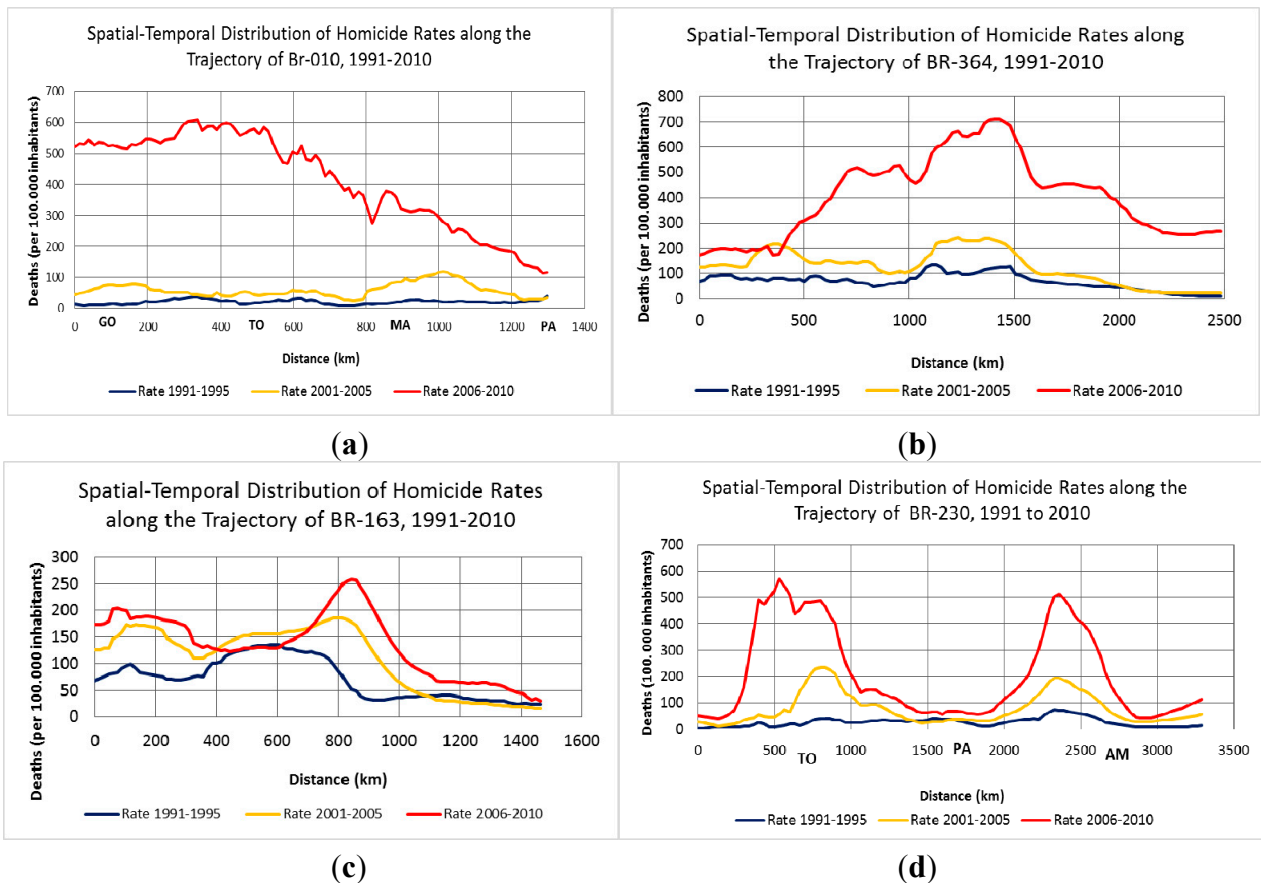 Spatial-Temporal Distribution of Homicide Rates along the
Trajectory of Br-010, 1991-2010
Deaths (per 100.000 inhabitants)
700
600
500
400
300
200
100
0
0 200 400 600 800 1000 1200 1400
GO TO MA PA
Distance (km)
Rate 1991-1995 Rate 2001-2005 Rate 2006-2010
(a)
Spatial-Temporal Distribution of Homicide Rates along
the Trajectory of BR-364, 1991-2010
Deaths (per 100.000 inhabitants)
800
700
600
500
400
300
200
100
0
0 500 1000 1500 2000 2500
Distance (km)
Rate 1991-1995 Rate 2001-2005 Rate 2006-2010
(b)
Spatial-Temporal Distribution of Homicide Rates
along the Trajectory of BR-163, 1991-2010
Deaths (per 100.000 inhabitants)
300
250
200
150
100
50
0
0 200 400 600 800 1000 1200 1400 1600
Distance (km)
Rate 1991-1995 Rate 2001-2005 Rate 2006-2010
(c)
Spatial-Temporal Distribution of Homicide Rates along the
Trajectory of BR-230, 1991 to 2010
Deaths (100. 000 inhabitants)
700
600
500
400
300
200
100
0
0 500 1000 1500 2000 2500 3000 3500
TO PA AM
Distance (km)
Rate 1991-1995 Rate 2001-2005 Rate 2006-2010
(d)